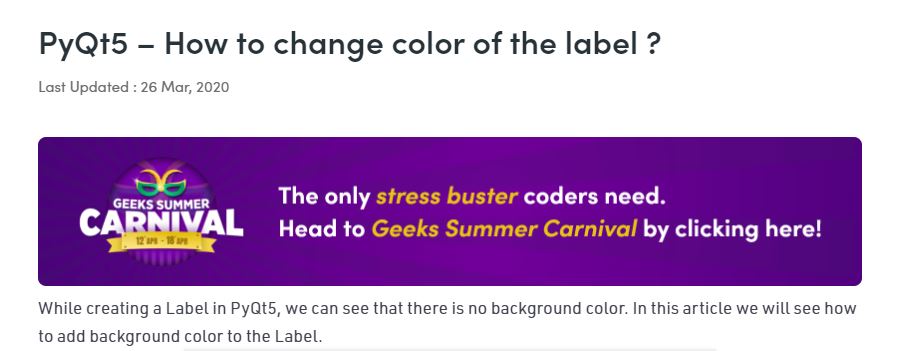 PyQt5 – How to change color of the label ?
Last Updated : 26 Mar, 2020
GEEKS SUMMER
CARNIVAL
12 APR - 18 APR
The only stress buster coders need.
Head to Geeks Summer Carnival by clicking here!
While creating a Label in PyQt5, we can see that there is no background color. In this article we will see how
to add background color to the Label.